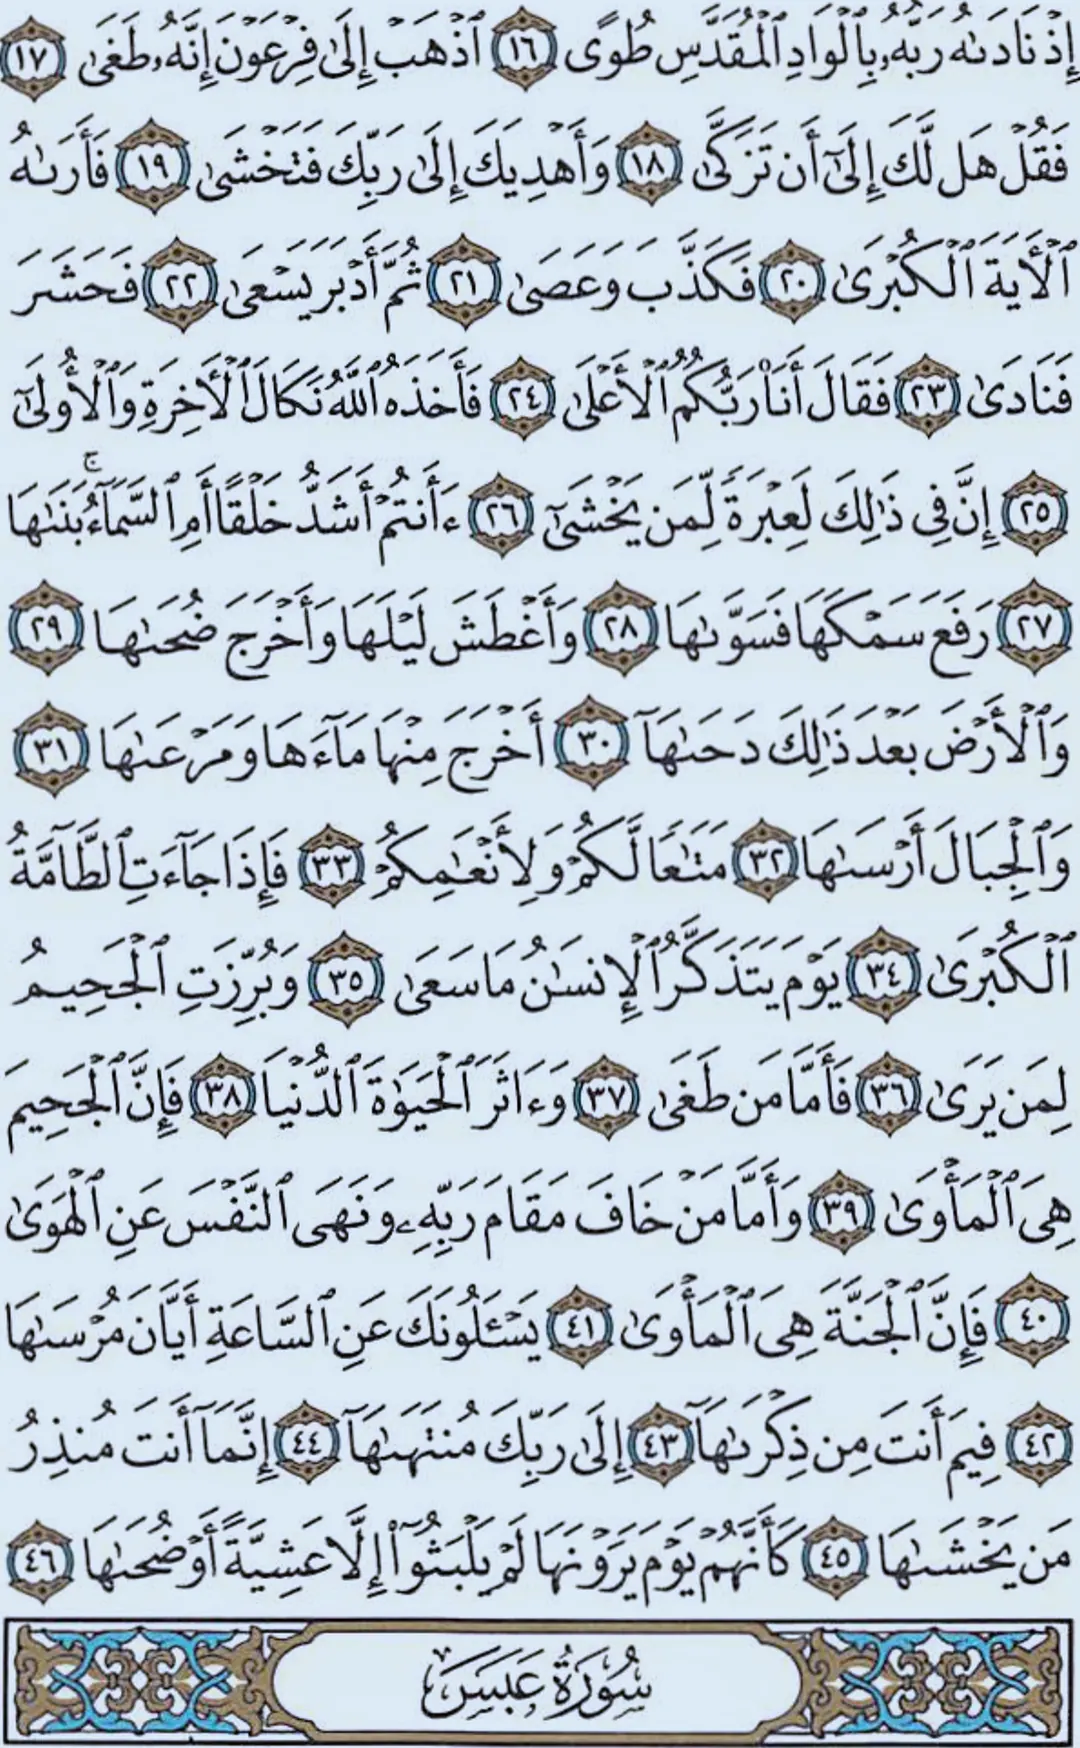 إِذْ نَادَىٰهُ رَبُّهُۥ بِٱلْوَادِ ٱلْمُقَدَّسِ طُوًى ١٦ ٱذْهَبْ إِلَىٰ فِرْعَوْنَ إِنَّهُۥ طَغَىٰ ١٧
فَقُلْ هَل لَّكَ إِلَىٰٓ أَن تَزَكَّىٰ ١٨ وَأَهْدِيَكَ إِلَىٰ رَبِّكَ فَتَخْشَىٰ ١٩ فَأَرَىٰهُ
ٱلْأٓيَةَ ٱلْكُبْرَىٰ ٢٠ فَكَذَّبَ وَعَصَىٰ ٢١ ثُمَّ أَدْبَرَ يَسْعَىٰ ٢٢ فَحَشَرَ
فَنَادَىٰ ٢٣ فَقَالَ أَنَا۠ رَبُّكُمُ ٱلْأَعْلَىٰ ٢٤ فَأَخَذَهُ ٱللَّهُ نَكَالَ ٱلْأٓخِرَةِ وَٱلْأُولَىٰٓ
٢٥ إِنَّ فِى ذَٰلِكَ لَعِبْرَةً لِّمَن يَخْشَىٰٓ ٢٦ ءَأَنتُمْ أَشَدُّ خَلْقًا أَمِ ٱلسَّمَآءُ ۚ بَنَىٰهَا
٢٧ رَفَعَ سَمْكَهَا فَسَوَّىٰهَا ٢٨ وَأَغْطَشَ لَيْلَهَا وَأَخْرَجَ ضُحَىٰهَا ٢٩
وَٱلْأَرْضَ بَعْدَ ذَٰلِكَ دَحَىٰهَآ ٣٠ أَخْرَجَ مِنْهَا مَآءَهَا وَمَرْعَىٰهَا ٣١
وَٱلْجِبَالَ أَرْسَىٰهَا ٣٢ مَتَٰعًا لَّكُمْ وَلِأَنْعَٰمِكُمْ ٣٣ فَإِذَا جَآءَتِ ٱلطَّآمَّةُ
ٱلْكُبْرَىٰ ٣٤ يَوْمَ يَتَذَكَّرُ ٱلْإِنسَٰنُ مَا سَعَىٰ ٣٥ وَبُرِّزَتِ ٱلْجَحِيمُ
لِمَن يَرَىٰ ٣٦ فَأَمَّا مَن طَغَىٰ ٣٧ وَءَاثَرَ ٱلْحَيَوٰةَ ٱلدُّنْيَا ٣٨ فَإِنَّ ٱلْجَحِيمَ
هِىَ ٱلْمَأْوَىٰ ٣٩ وَأَمَّا مَنْ خَافَ مَقَامَ رَبِّهِۦ وَنَهَى ٱلنَّفْسَ عَنِ ٱلْهَوَىٰ
٤٠ فَإِنَّ ٱلْجَنَّةَ هِىَ ٱلْمَأْوَىٰ ٤١ يَسْـَٔلُونَكَ عَنِ ٱلسَّاعَةِ أَيَّانَ مُرْسَىٰهَا
٤٢ فِيمَ أَنتَ مِن ذِكْرَىٰهَآ ٤٣ إِلَىٰ رَبِّكَ مُنتَهَىٰهَآ ٤٤ إِنَّمَآ أَنتَ مُنذِرُ
مَن يَخْشَىٰهَا ٤٥ كَأَنَّهُمْ يَوْمَ يَرَوْنَهَا لَمْ يَلْبَثُوٓا۟ إِلَّا عَشِيَّةً أَوْ ضُحَىٰهَا ٤٦
سُورَةُ عَبَسَ